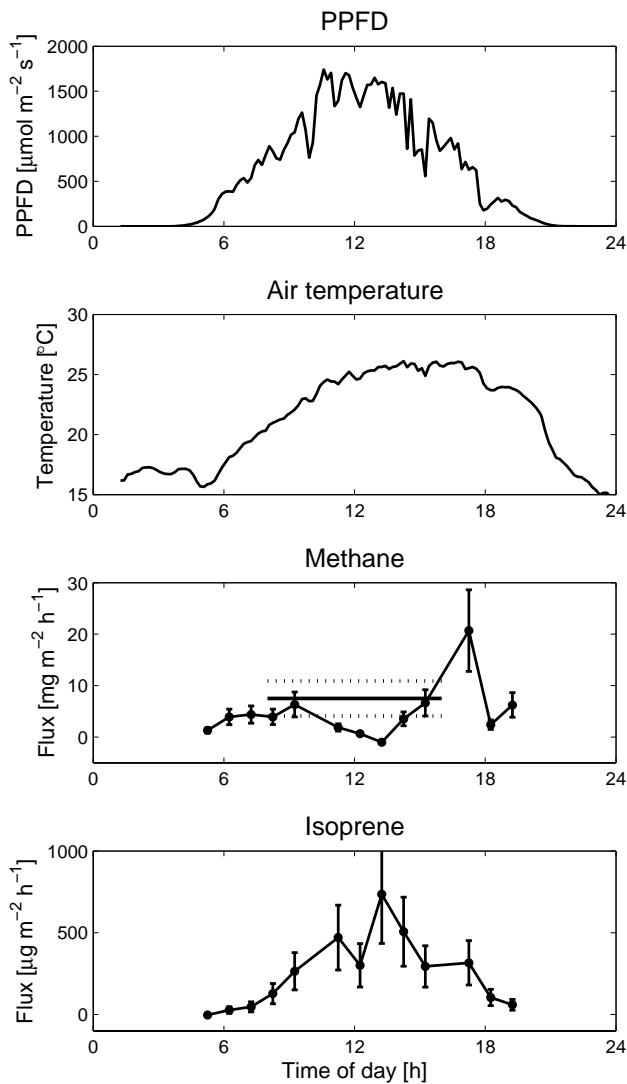 PPFD
2000
1500
1000
500
0
PPFD [µmol m⁻² s⁻¹]
0 6 12 18 24
Air temperature
30
25
20
15
Temperature [°C]
0 6 12 18 24
Methane
30
20
10
0
Flux [mg m⁻² h⁻¹]
0 6 12 18 24
Isoprene
1000
500
0
Flux [µg m⁻² h⁻¹]
0 6 12 18 24
Time of day [h]